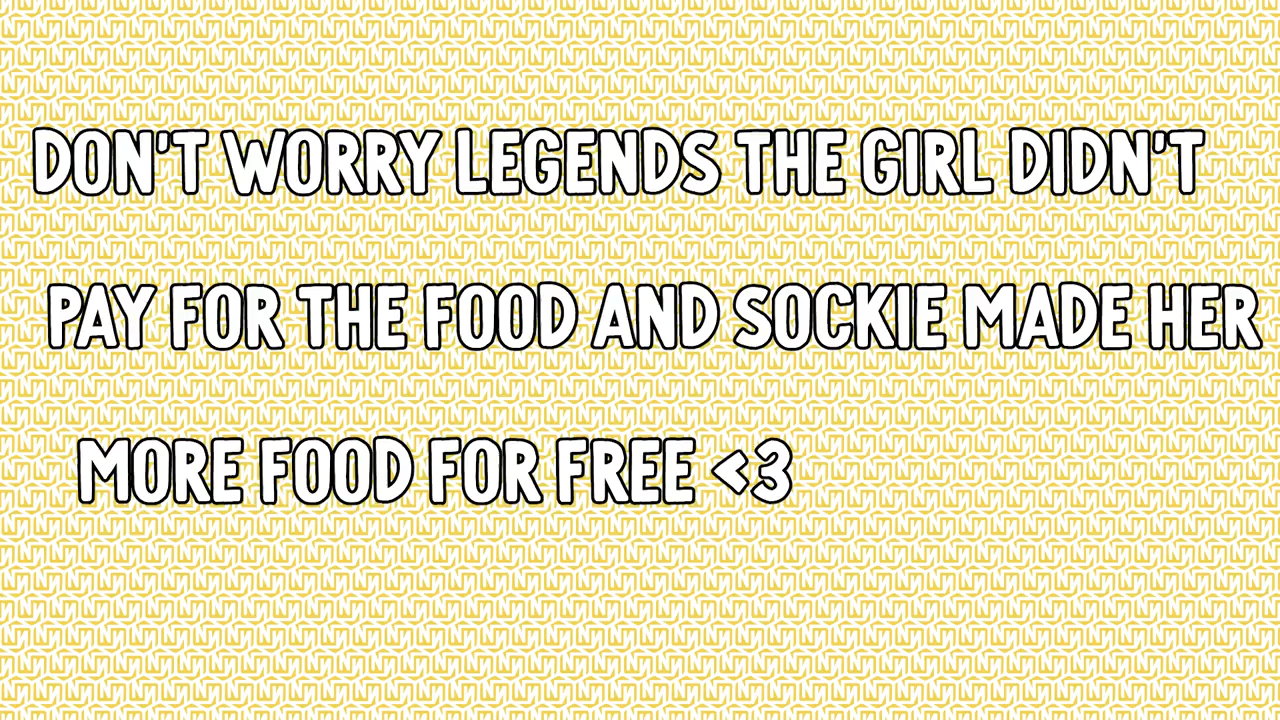 DON'T WORRY LEGENDS THE GIRL DIDN'T
PAY FOR THE FOOD AND SOCKIE MADE HER
MORE FOOD FOR FREE <3